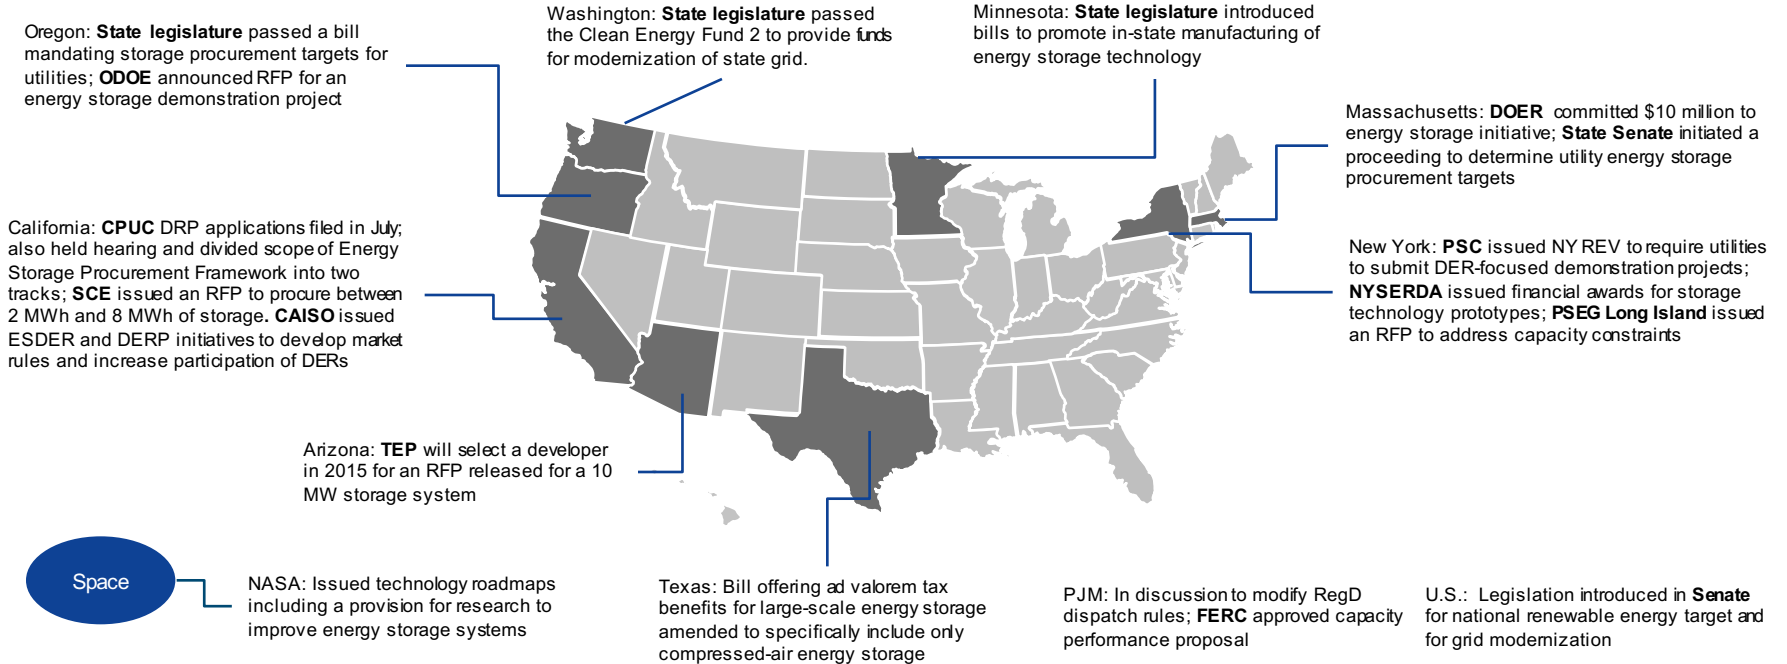 Oregon: State legislature passed a bill
mandating storage procurement targets for
utilities; ODOE announced RFP for an
energy storage demonstration project
Washington: State legislature passed
the Clean Energy Fund 2 to provide funds
for modernization of state grid.
Minnesota: State legislature introduced
bills to promote in-state manufacturing of
energy storage technology
Massachusetts: DOER committed $10 million to
energy storage initiative; State Senate initiated a
proceeding to determine utility energy storage
procurement targets
California: CPUC DRP applications filed in July;
also held hearing and divided scope of Energy
Storage Procurement Framework into two
tracks; SCE issued an RFP to procure between
2 MWh and 8 MWh of storage. CAISO issued
ESDER and DERP initiatives to develop market
rules and increase participation of DERs
New York: PSC issued NY REV to require utilities
to submit DER-focused demonstration projects;
NYSERDA issued financial awards for storage
technology prototypes; PSEG Long Island issued
an RFP to address capacity constraints
Arizona: TEP will select a developer
in 2015 for an RFP released for a 10
MW storage system
Space
NASA: Issued technology roadmaps
including a provision for research to
improve energy storage systems
Texas: Bill offering ad valorem tax
benefits for large-scale energy storage
amended to specifically include only
compressed-air energy storage
PJM: In discussion to modify RegD
dispatch rules; FERC approved capacity
performance proposal
U.S.: Legislation introduced in Senate
for national renewable energy target and
for grid modernization